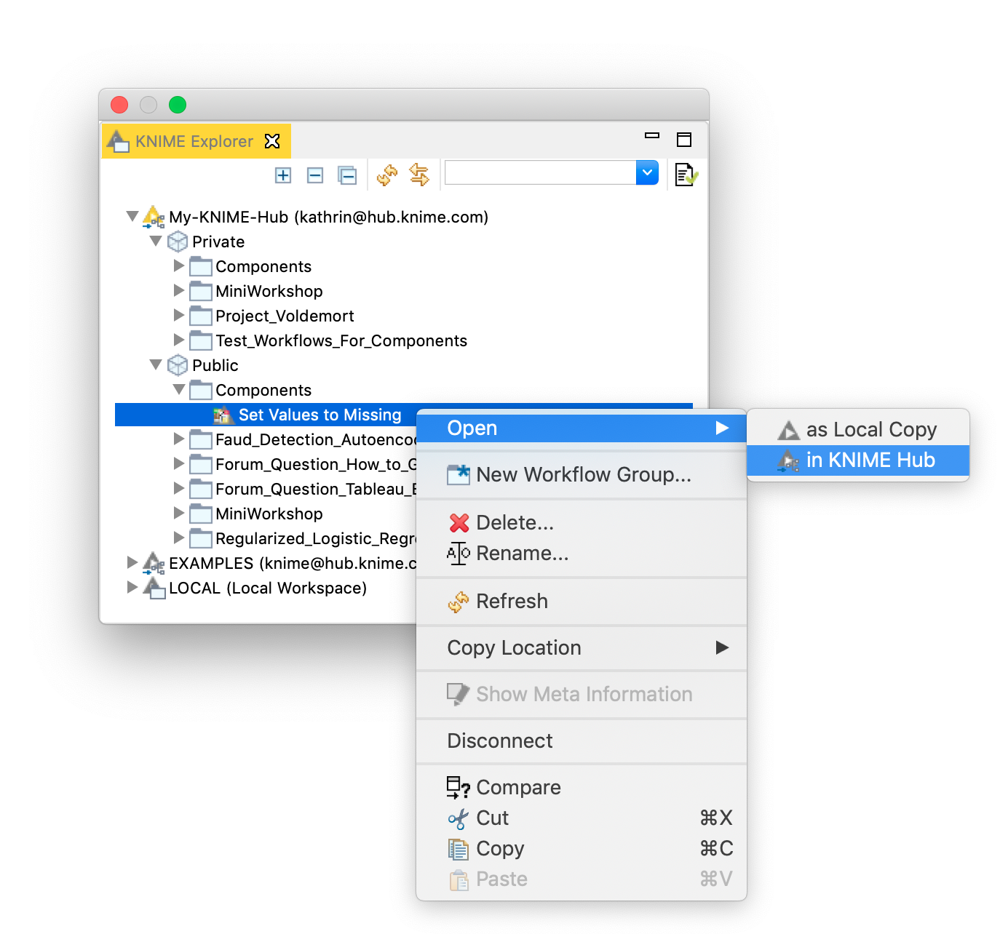 KNIME Explorer
My-KNIME-Hub (kathrin@hub.knime.com)
Private
Components
MiniWorkshop
Project_Voldemort
Test_Workflows_For_Components
Public
Components
Set Values to Missing
Faud_Detection_Autoenco
Forum_Question_How_to_G
Forum_Question_Tableau_
MiniWorkshop
Regularized_Logistic_Regr
EXAMPLES (knime@hub.knime.c
LOCAL (Local Workspace)
Open
New Workflow Group...
Delete...
Rename...
Refresh
Copy Location
Show Meta Information
Disconnect
Compare
Cut ⌘X
Copy ⌘C
Paste ⌘V
as Local Copy
in KNIME Hub